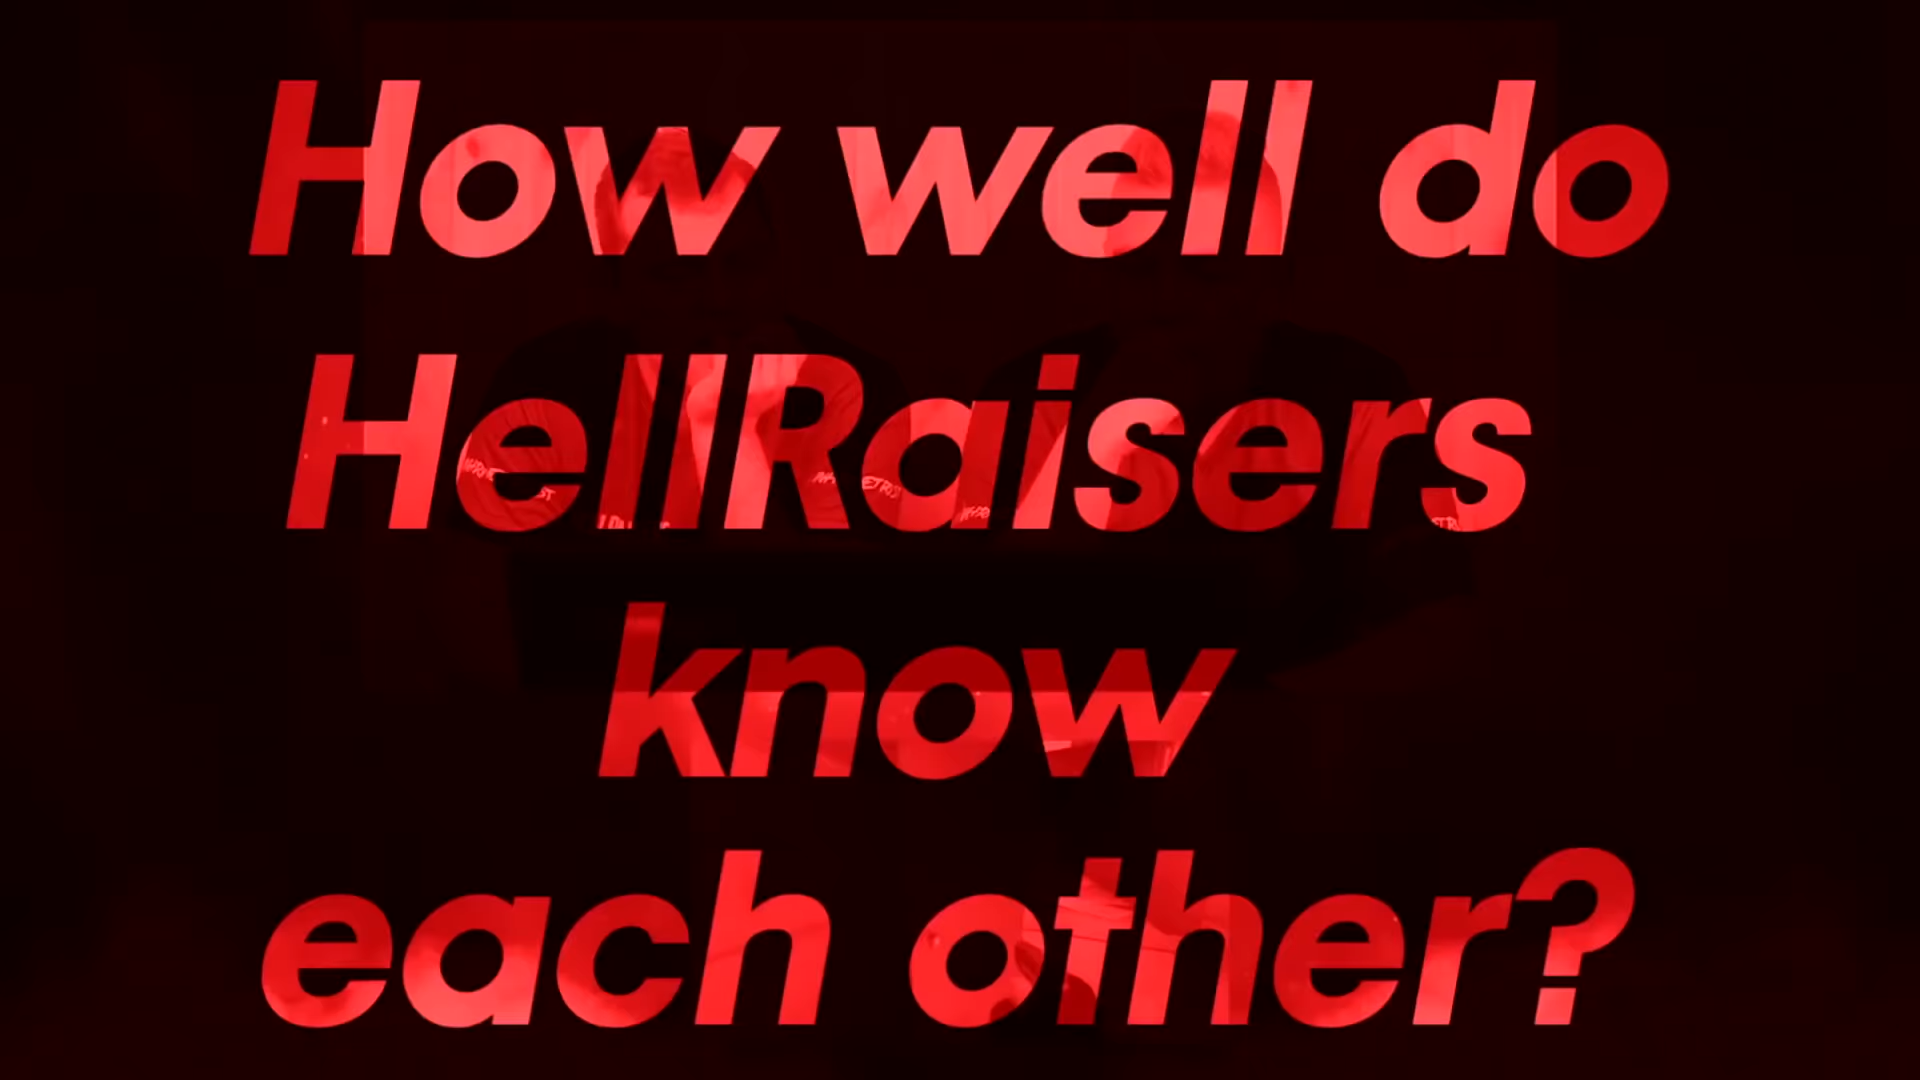 How well do
HellRaisers
know
each other?